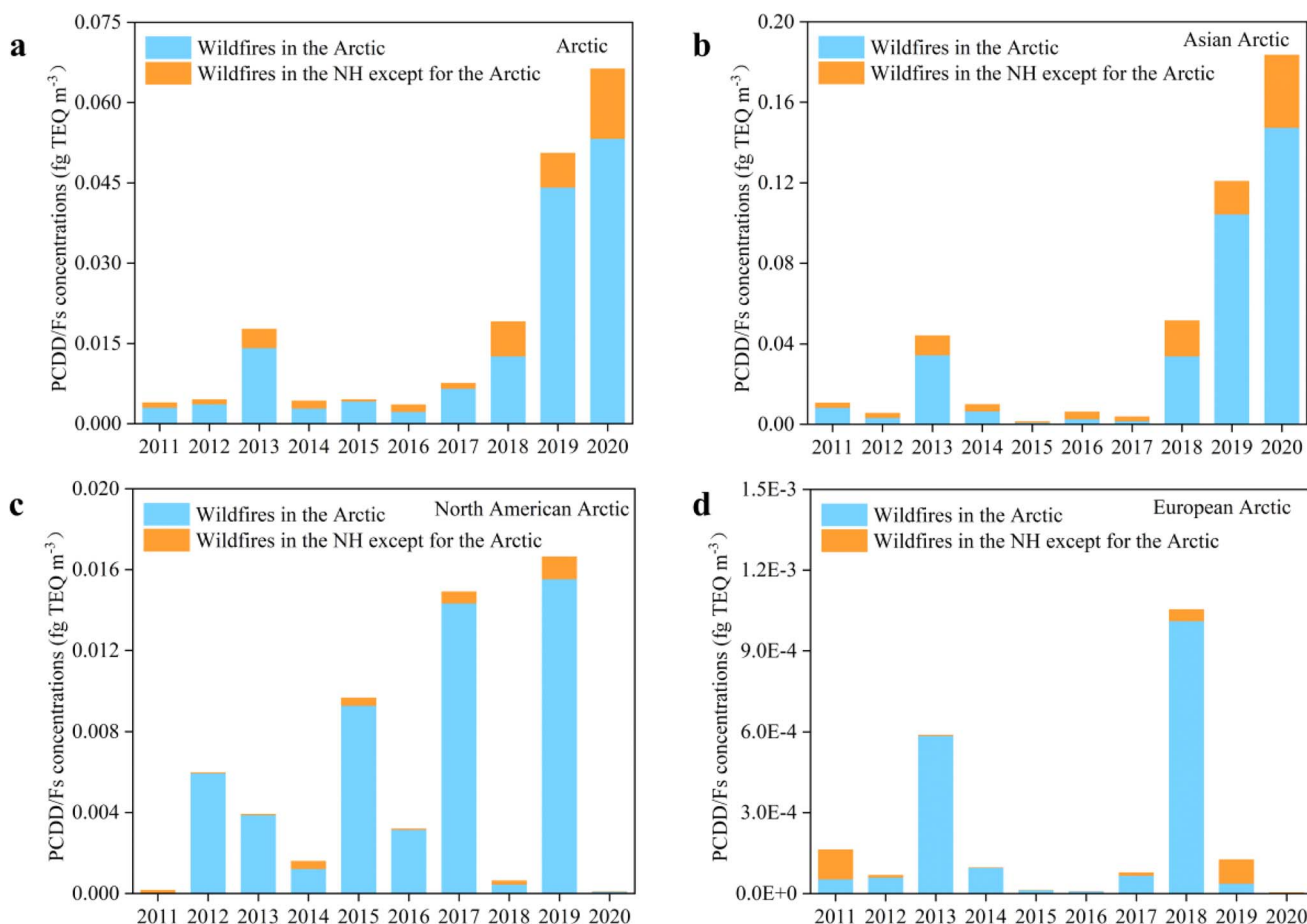 a
Arctic
Wildfires in the Arctic
Wildfires in the NH except for the Arctic
PCDD/Fs concentrations (fg TEQ m⁻³)
0.075
0.060
0.045
0.030
0.015
0.000
2011 2012 2013 2014 2015 2016 2017 2018 2019 2020
b
Asian Arctic
Wildfires in the Arctic
Wildfires in the NH except for the Arctic
PCDD/Fs concentrations (fg TEQ m⁻³)
0.20
0.16
0.12
0.08
0.04
0.00
2011 2012 2013 2014 2015 2016 2017 2018 2019 2020
c
North American Arctic
Wildfires in the Arctic
Wildfires in the NH except for the Arctic
PCDD/Fs concentrations (fg TEQ m⁻³)
0.020
0.016
0.012
0.008
0.004
0.000
2011 2012 2013 2014 2015 2016 2017 2018 2019 2020
d
European Arctic
Wildfires in the Arctic
Wildfires in the NH except for the Arctic
PCDD/Fs concentrations (fg TEQ m⁻³)
1.5E-3
1.2E-3
9.0E-4
6.0E-4
3.0E-4
0.0E+0
2011 2012 2013 2014 2015 2016 2017 2018 2019 2020